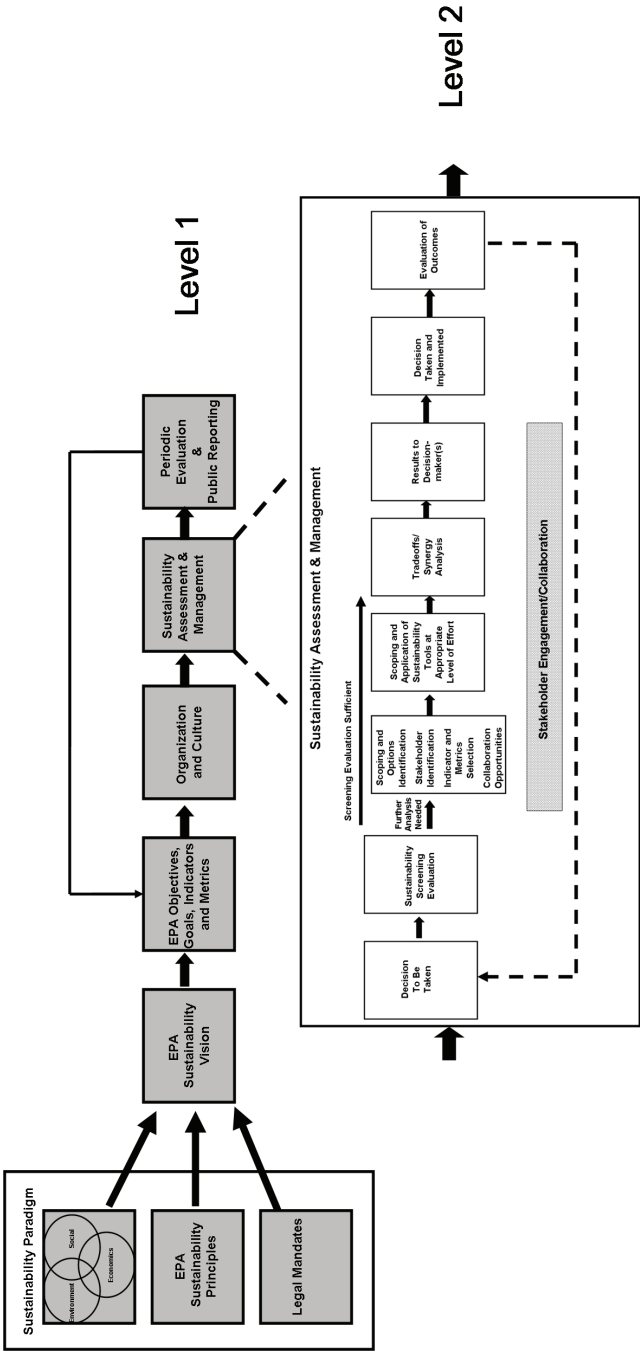 Sustainability Paradigm
Environment
Social
Economics
EPA
Sustainability
Principles
Legal Mandates
EPA
Sustainability
Vision
EPA Objectives,
Goals, Indicators
and Metrics
Organization
and Culture
Sustainability
Assessment &
Management
Periodic
Evaluation
&
Public Reporting
Level 1
Sustainability Assessment & Management
Screening Evaluation Sufficient
Decision
To Be
Taken
Sustainability
Screening
Evaluation
Further
Analysis
Needed
Scoping and
Options
Identification
Stakeholder
Identification
Indicator and
Metrics
Selection
Collaboration
Opportunities
Scoping and
Application of
Sustainability
Tools at
Appropriate
Level of Effort
Tradeoffs/
Synergy
Analysis
Results to
Decision-
maker(s)
Decision
Taken and
Implemented
Evaluation of
Outcomes
Stakeholder Engagement/Collaboration
Level 2